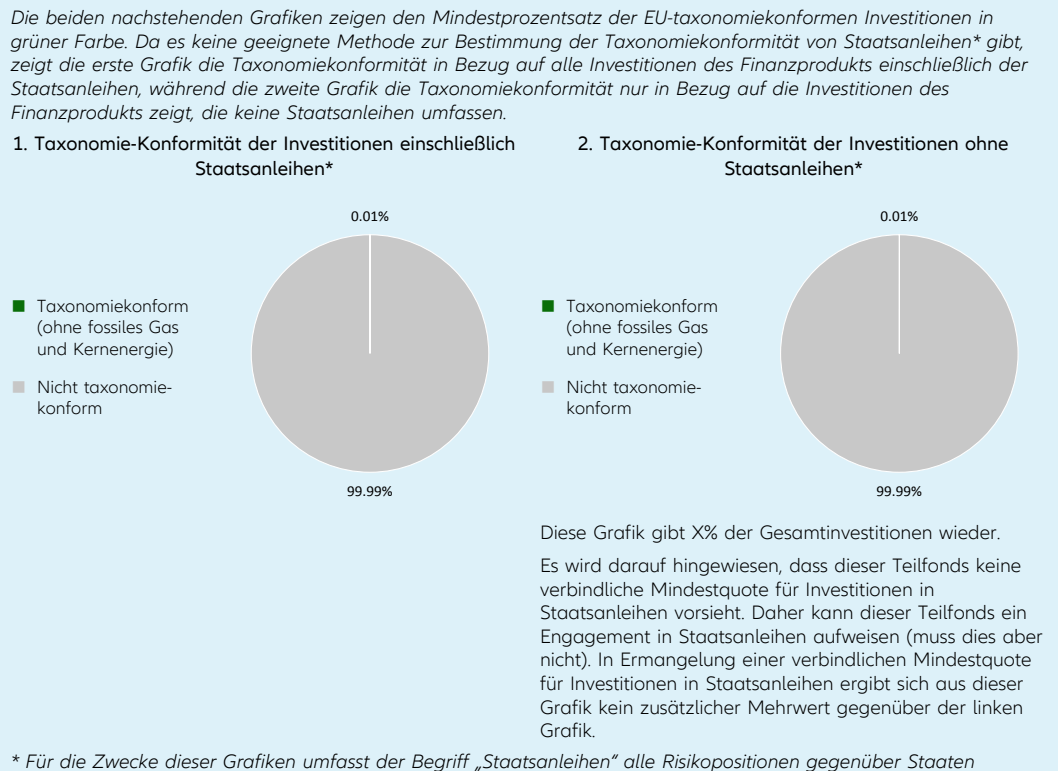 Die beiden nachstehenden Grafiken zeigen den Mindestprozentsatz der EU-taxonomiekonformen Investitionen in
grüner Farbe. Da es keine geeignete Methode zur Bestimmung der Taxonomiekonformität von Staatsanleihen* gibt,
zeigt die erste Grafik die Taxonomiekonformität in Bezug auf alle Investitionen des Finanzprodukts einschließlich der
Staatsanleihen, während die zweite Grafik die Taxonomiekonformität nur in Bezug auf die Investitionen des
Finanzprodukts zeigt, die keine Staatsanleihen umfassen.
1. Taxonomie-Konformität der Investitionen einschließlich
Staatsanleihen*
0.01%
Taxonomiekonform
(ohne fossiles Gas
und Kernenergie)
Nicht taxonomie-
konform
99.99%
2. Taxonomie-Konformität der Investitionen ohne
Staatsanleihen*
0.01%
Taxonomiekonform
(ohne fossiles Gas
und Kernenergie)
Nicht taxonomie-
konform
99.99%
Diese Grafik gibt X% der Gesamtinvestitionen wieder.
Es wird darauf hingewiesen, dass dieser Teilfonds keine
verbindliche Mindestquote für Investitionen in
Staatsanleihen vorsieht. Daher kann dieser Teilfonds ein
Engagement in Staatsanleihen aufweisen (muss dies aber
nicht). In Ermangelung einer verbindlichen Mindestquote
für Investitionen in Staatsanleihen ergibt sich aus dieser
Grafik kein zusätzlicher Mehrwert gegenüber der linken
Grafik.
* Für die Zwecke dieser Grafiken umfasst der Begriff „Staatsanleihen" alle Risikopositionen gegenüber Staaten